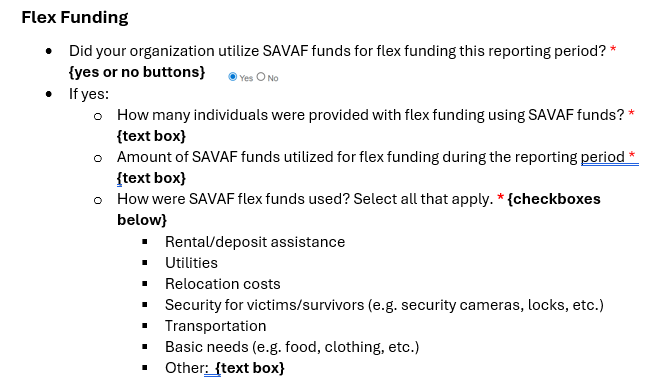 Flex Funding
• Did your organization utilize SAVAF funds for flex funding this reporting period? *
{yes or no buttons} Yes No
• If yes:
o How many individuals were provided with flex funding using SAVAF funds? *
{text box}
o Amount of SAVAF funds utilized for flex funding during the reporting period *
{text box}
o How were SAVAF flex funds used? Select all that apply. * {checkboxes
below}
▪ Rental/deposit assistance
▪ Utilities
▪ Relocation costs
▪ Security for victims/survivors (e.g. security cameras, locks, etc.)
▪ Transportation
▪ Basic needs (e.g. food, clothing, etc.)
▪ Other: {text box}